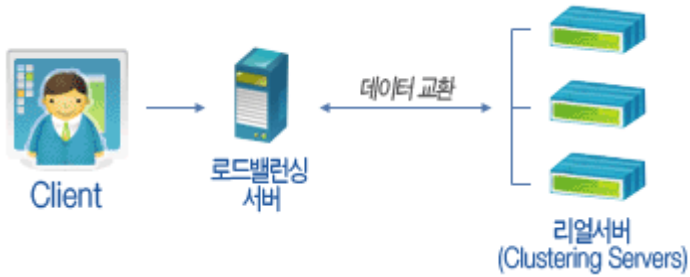 Client
로드밸런싱
서버
데이터 교환
리얼서버
(Clustering Servers)